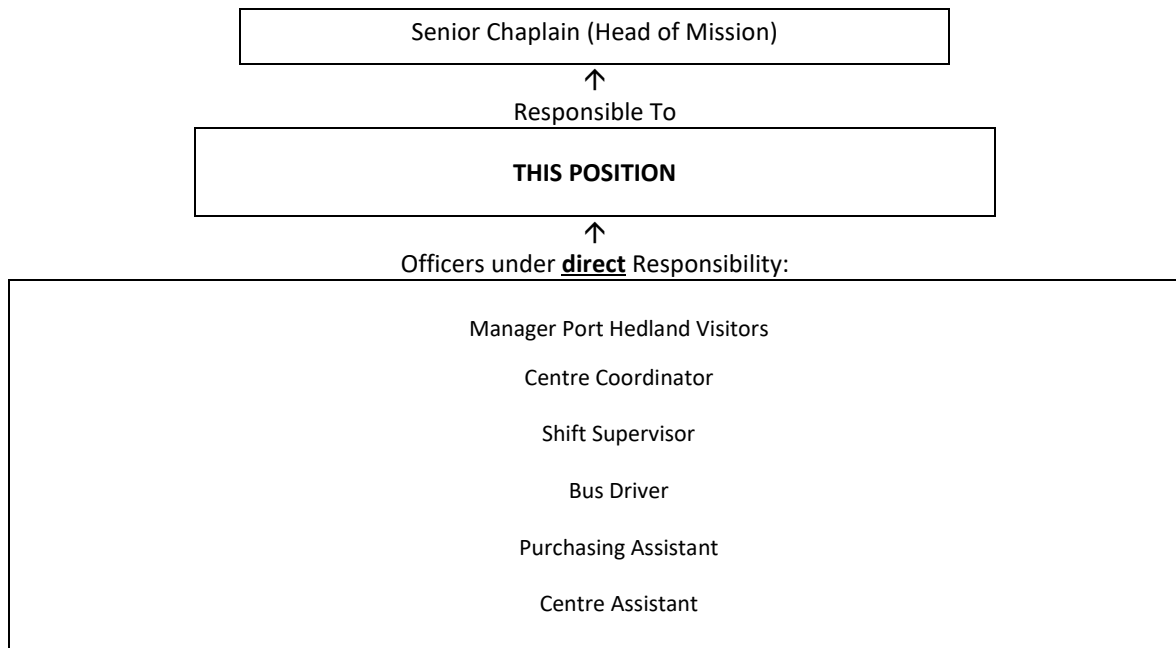 Senior Chaplain (Head of Mission)
↑
Responsible To
THIS POSITION
↑
Officers under direct Responsibility:
Manager Port Hedland Visitors
Centre Coordinator
Shift Supervisor
Bus Driver
Purchasing Assistant
Centre Assistant